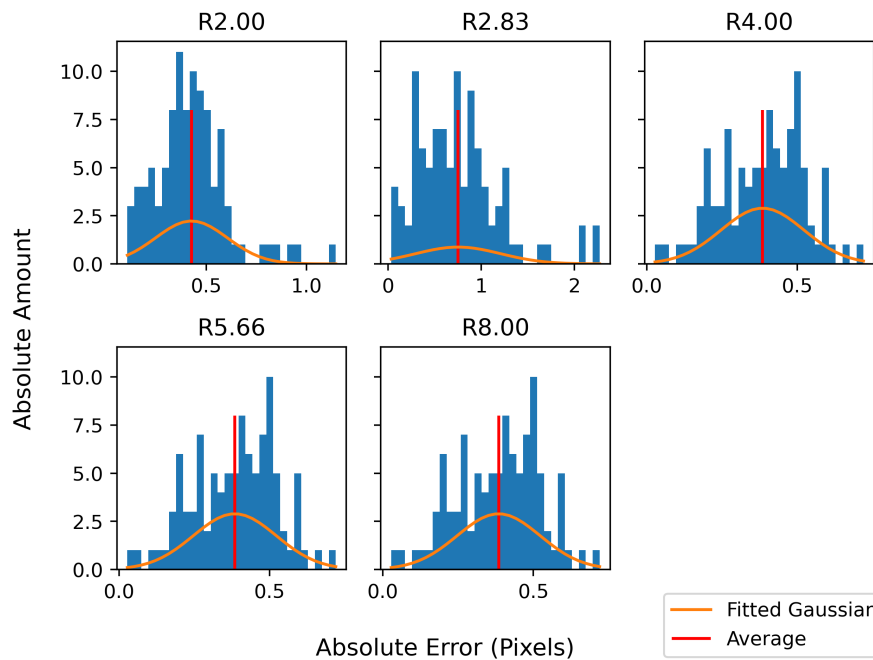 R2.00
R2.83
R4.00
10.0
7.5
5.0
2.5
0.0
0.5
1.0
0
1
2
0.0
0.5
R5.66
R8.00
10.0
7.5
5.0
2.5
0.0
0.0
0.5
0.0
0.5
Absolute Amount
Absolute Error (Pixels)
Fitted Gaussian
Average